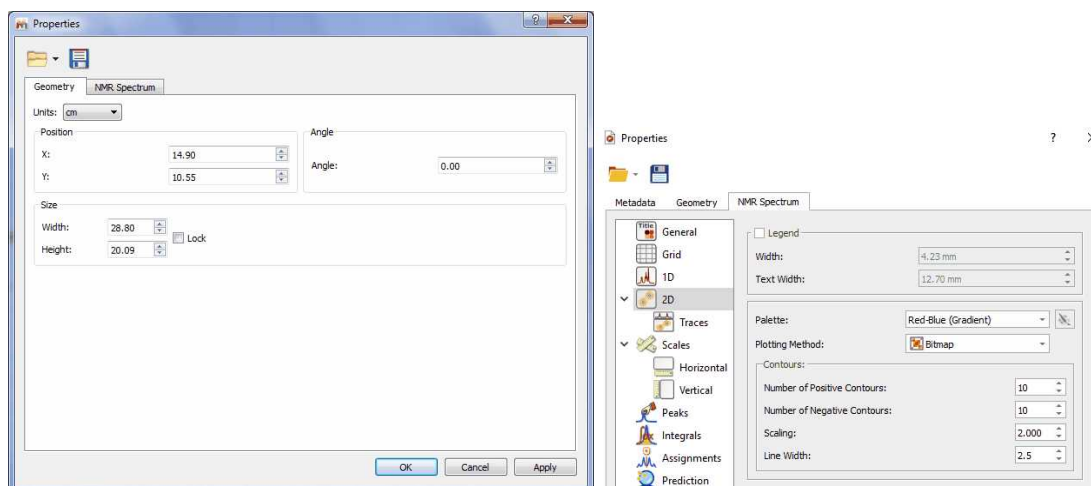 Properties
Geometry NMR Spectrum
Units: cm
Position
X: 14.90
Y: 10.55
Angle
Angle: 0.00
Size
Width: 28.80
Height: 20.09
Lock
OK Cancel Apply
Properties
Metadata Geometry NMR Spectrum
Title
General
Grid
1D
2D
Traces
Scales
Horizontal
Vertical
Peaks
Integrals
Assignments
Prediction
Legend
Width: 4.23 mm
Text Width: 12.70 mm
Palette: Red-Blue (Gradient)
Plotting Method: Bitmap
Contours:
Number of Positive Contours: 10
Number of Negative Contours: 10
Scaling: 2.000
Line Width: 2.5